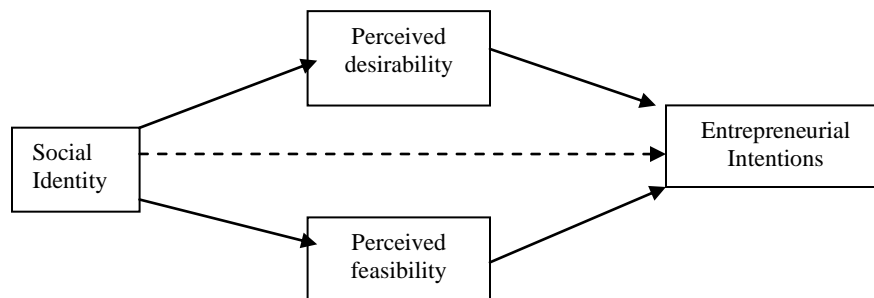 Perceived
desirability
Social
Identity
Entrepreneurial
Intentions
Perceived
feasibility